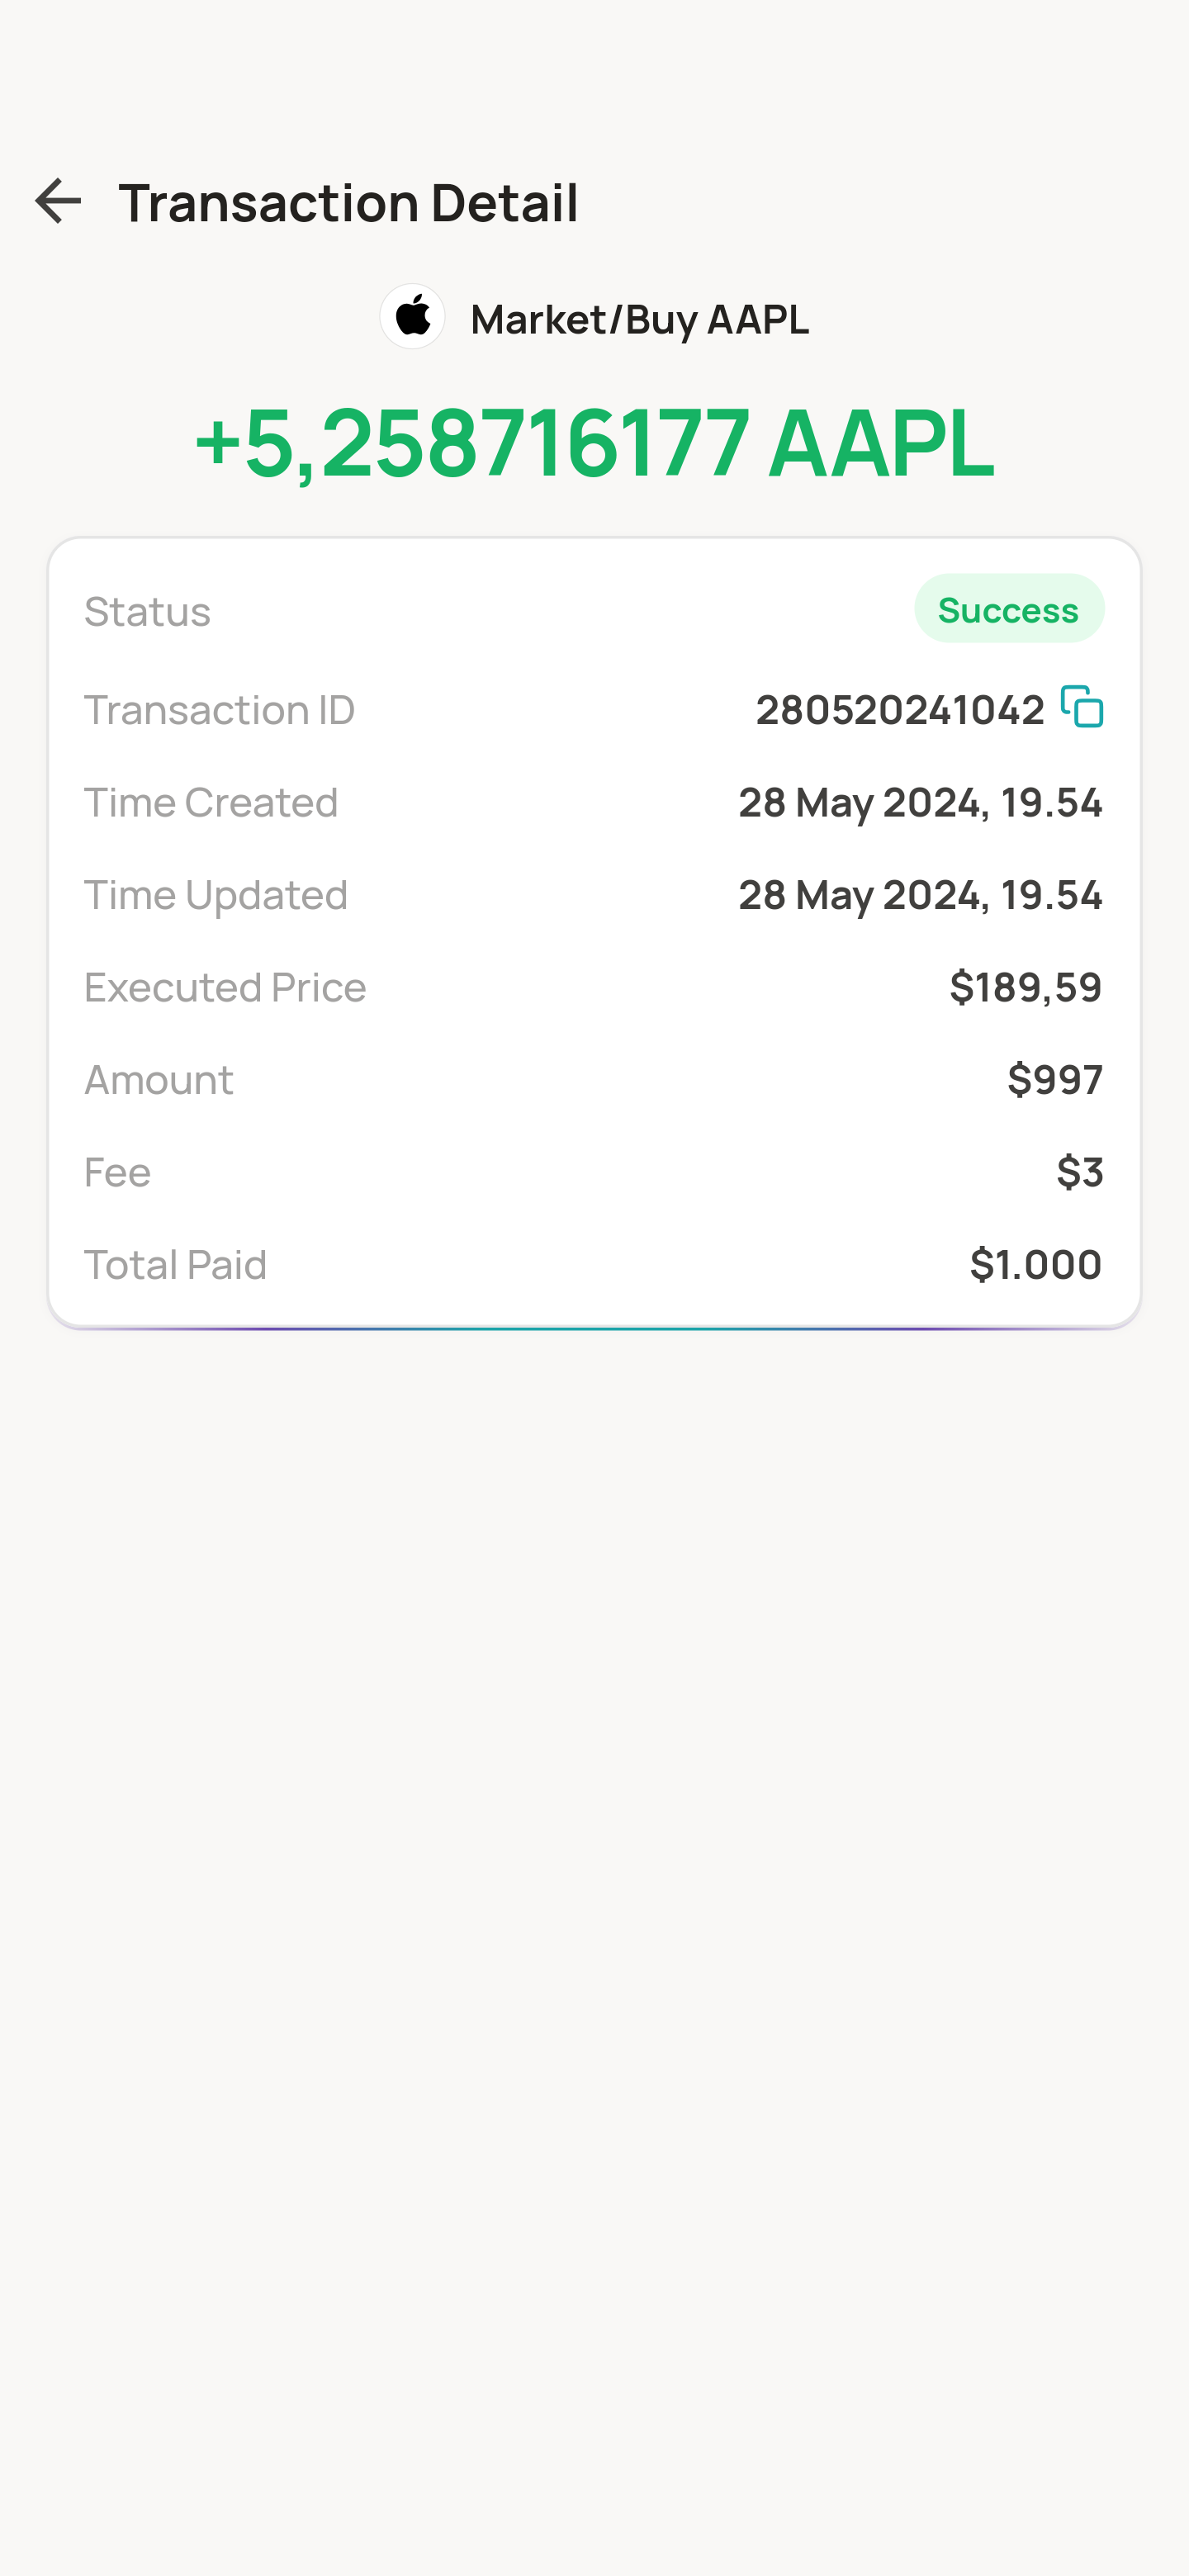 Transaction Detail
Market/Buy AAPL
+5,258716177 AAPL
Status Success
Transaction ID 280520241042
Time Created 28 May 2024, 19.54
Time Updated 28 May 2024, 19.54
Executed Price $189,59
Amount $997
Fee $3
Total Paid $1.000